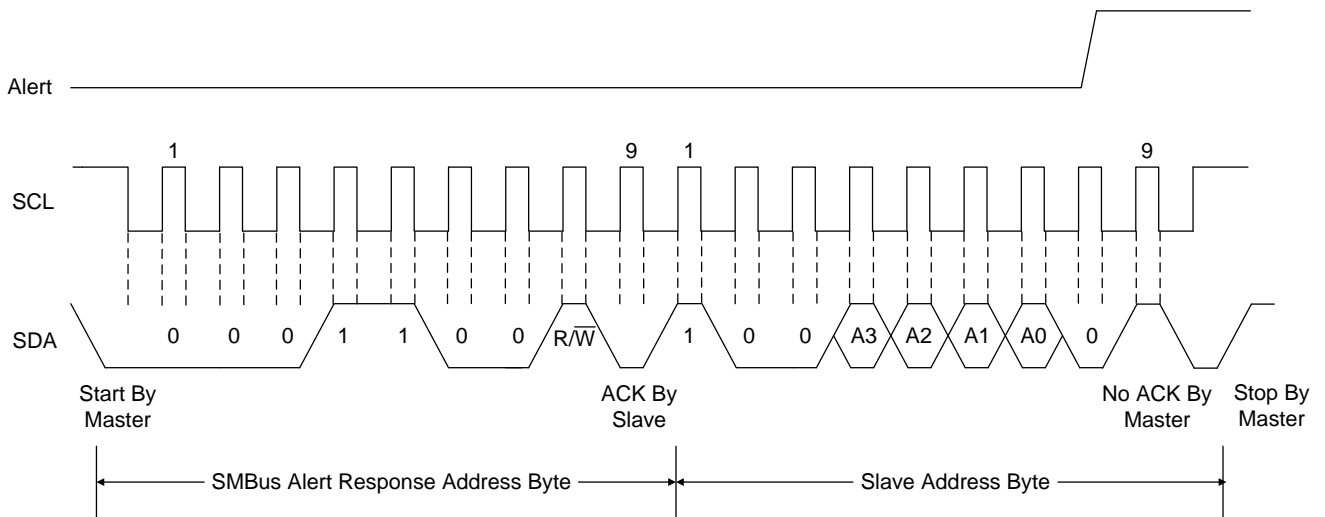 Alert
1 9 1 9
SCL
SDA
0 0 0 1 1 0 0 R/W̅ 1 0 0 A3 A2 A1 A0 0
Start By
Master
ACK By
Slave
No ACK By
Master
Stop By
Master
SMBus Alert Response Address Byte
Slave Address Byte